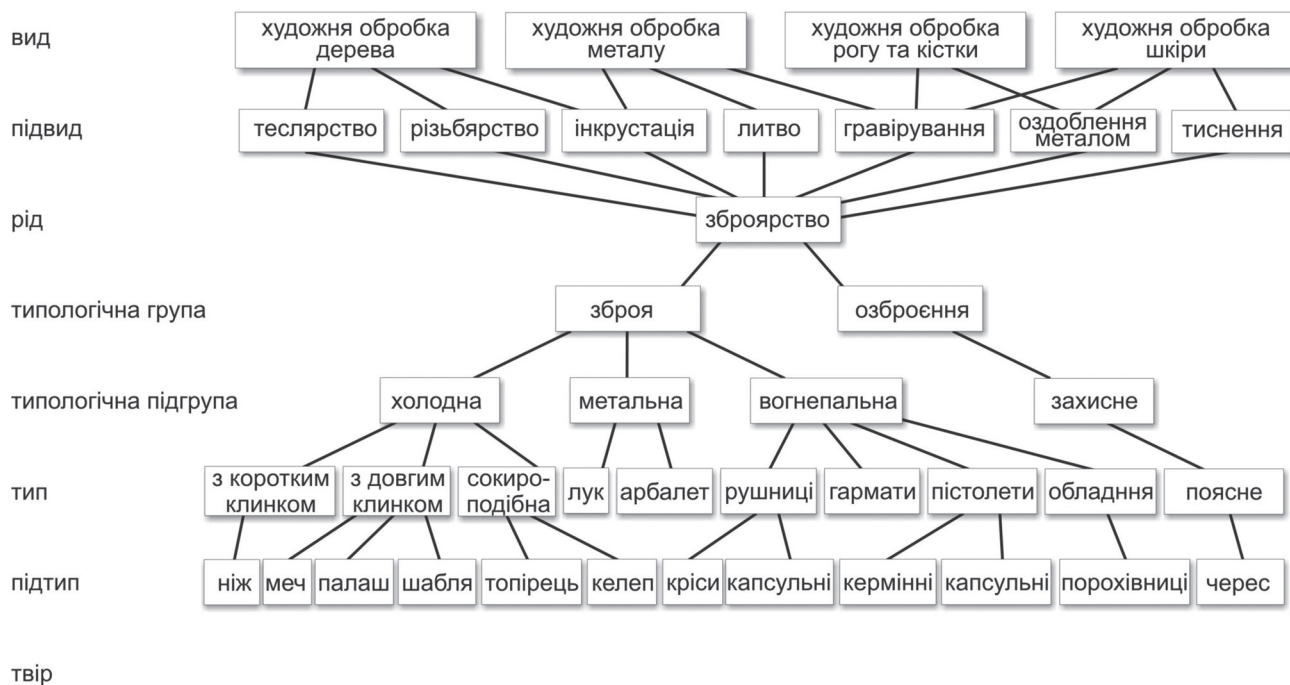 вид
художня обробка
дерева
художня обробка
металу
художня обробка
рогу та кістки
художня обробка
шкіри
підвид
теслярство
різьбярство
інкрустація
литво
гравірування
оздоблення
металом
тиснення
рід
зброярство
типологічна група
зброя
озброєння
типологічна підгрупа
холодна
метальна
вогнепальна
захисне
тип
з коротким
клинком
з довгим
клинком
сокиро-
подібна
лук
арбалет
рушниці
гармати
пістолети
обладння
поясне
підтип
ніж
меч
палаш
шабля
топірець
келеп
кріси
капсульні
кермінні
капсульні
порохівниці
черес
твір